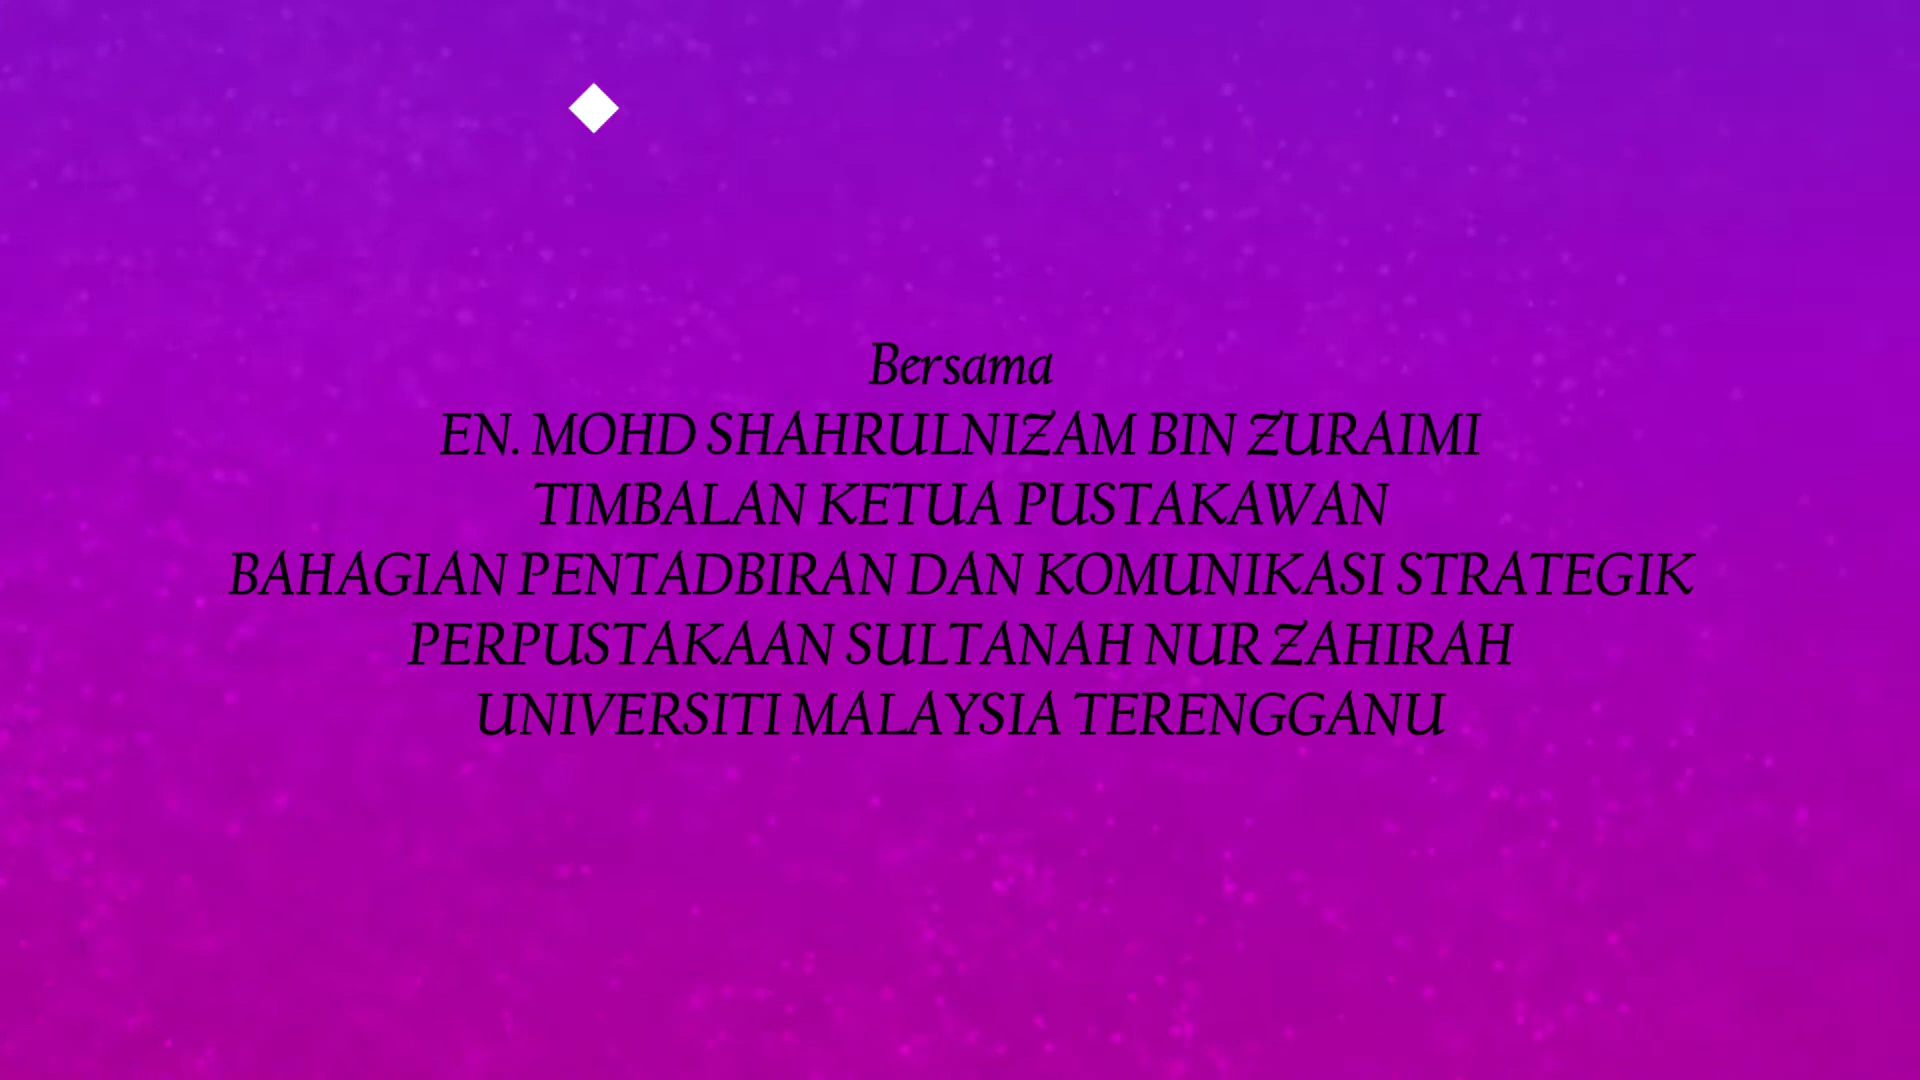 Bersama
EN. MOHD SHAHRULNIZAM BIN ZURAIMI
TIMBALAN KETUA PUSTAKAWAN
BAHAGIAN PENTADBIRAN DAN KOMUNIKASI STRATEGIK
PERPUSTAKAAN SULTANAH NUR ZAHIRAH
UNIVERSITI MALAYSIA TERENGGANU